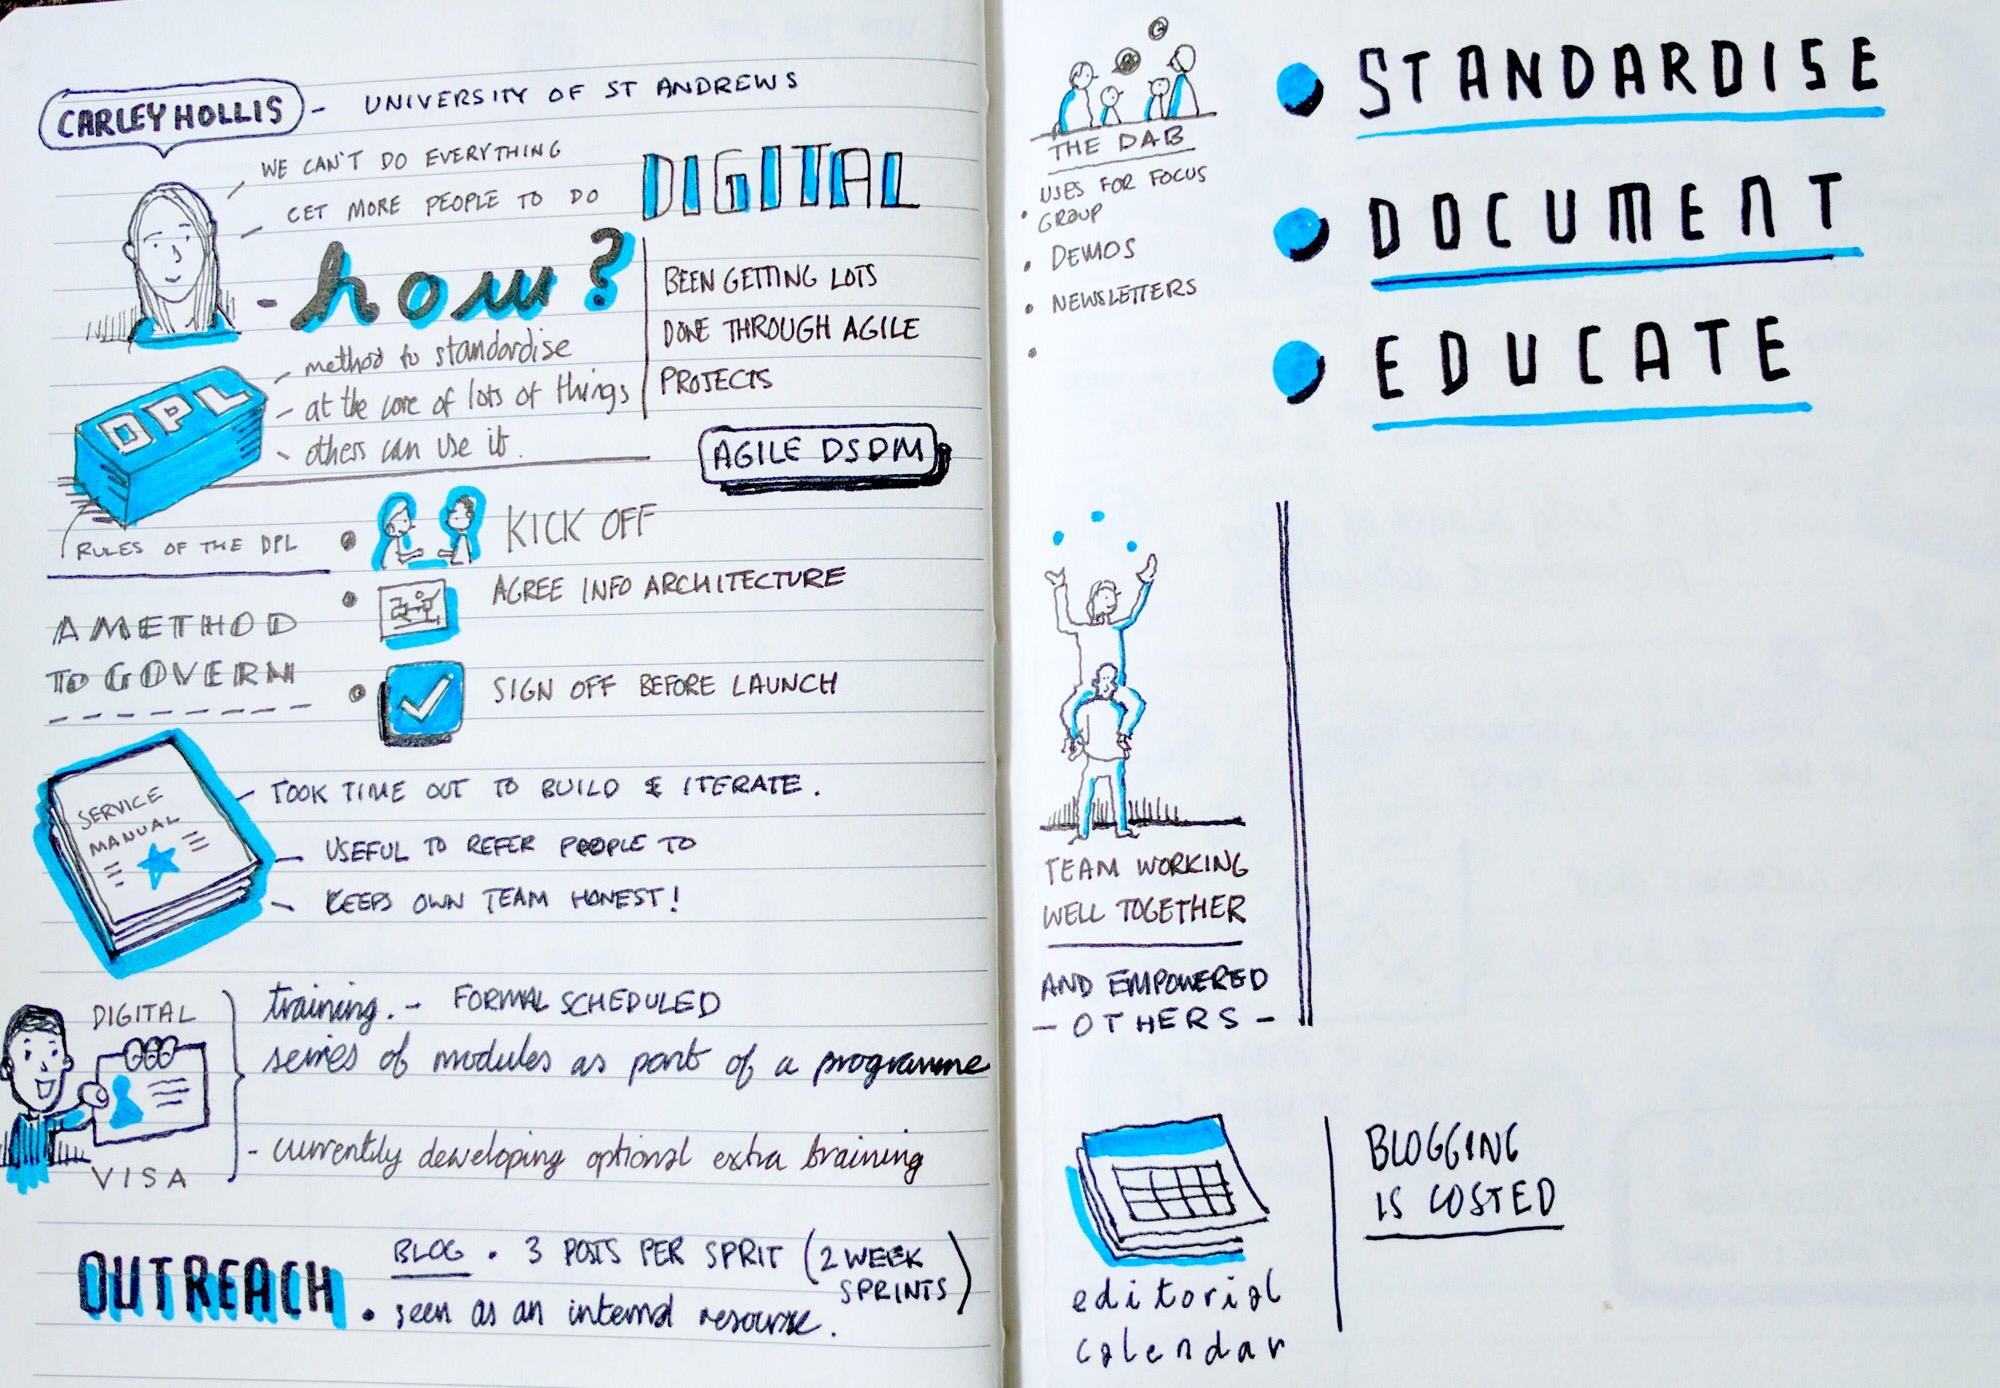 CARLEY HOLLIS - UNIVERSITY OF ST ANDREWS
WE CAN'T DO EVERYTHING
GET MORE PEOPLE TO DO
DIGITAL
- how?
BEEN GETTING LOTS
DONE THROUGH AGILE
PROJECTS
AGILE DSDM
DPL
- method to standardise
- at the core of lots of things
- others can use it.
RULES OF THE DPL
A METHOD
TO GOVERN
• KICK OFF
• AGREE INFO ARCHITECTURE
• SIGN OFF BEFORE LAUNCH
SERVICE
MANUAL
- TOOK TIME OUT TO BUILD & ITERATE.
- USEFUL TO REFER PEOPLE TO
- KEEPS OWN TEAM HONEST!
DIGITAL
VISA
training. - FORMAL SCHEDULED
series of modules as part of a programme
- currently developing optional extra training
OUTREACH
BLOG • 3 POSTS PER SPRIT (2 WEEK
SPRINTS)
• seen as an internal resourse.
THE DAB
• USES FOR FOCUS
GROUP
• DEMOS
• NEWSLETTERS
•
• STANDARDISE
• DOCUMENT
• EDUCATE
TEAM WORKING
WELL TOGETHER
AND EMPOWERED
- OTHERS -
editorial
calendar
BLOGGING
IS COSTED